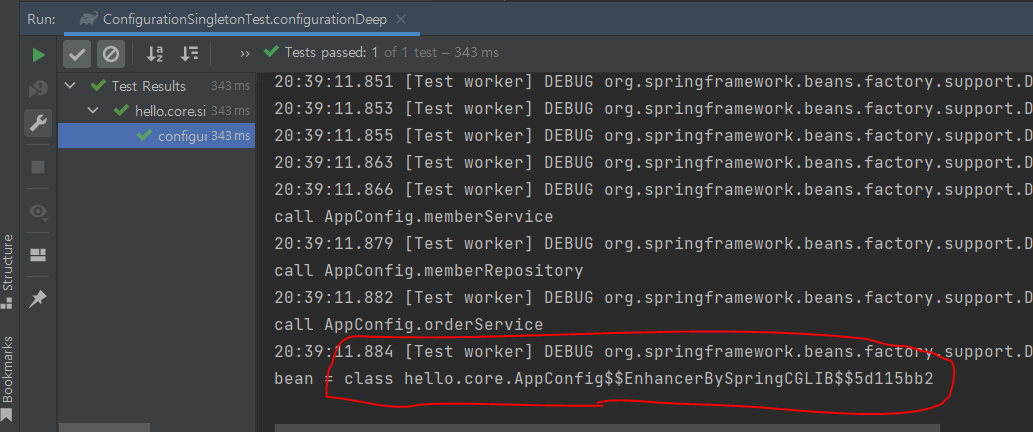 Run: ConfigurationSingletonTest.configurationDeep ×
» Tests passed: 1 of 1 test – 343 ms
Test Results 343 ms
hello.core.si 343 ms
configui 343 ms
20:39:11.851 [Test worker] DEBUG org.springframework.beans.factory.support.D
20:39:11.853 [Test worker] DEBUG org.springframework.beans.factory.support.D
20:39:11.855 [Test worker] DEBUG org.springframework.beans.factory.support.D
20:39:11.863 [Test worker] DEBUG org.springframework.beans.factory.support.D
20:39:11.866 [Test worker] DEBUG org.springframework.beans.factory.support.D
call AppConfig.memberService
20:39:11.879 [Test worker] DEBUG org.springframework.beans.factory.support.D
call AppConfig.memberRepository
20:39:11.882 [Test worker] DEBUG org.springframework.beans.factory.support.D
call AppConfig.orderService
20:39:11.884 [Test worker] DEBUG org.springframework.beans.factory.support.D
bean = class hello.core.AppConfig$$EnhancerBySpringCGLIB$$5d115bb2
Structure
Bookmarks